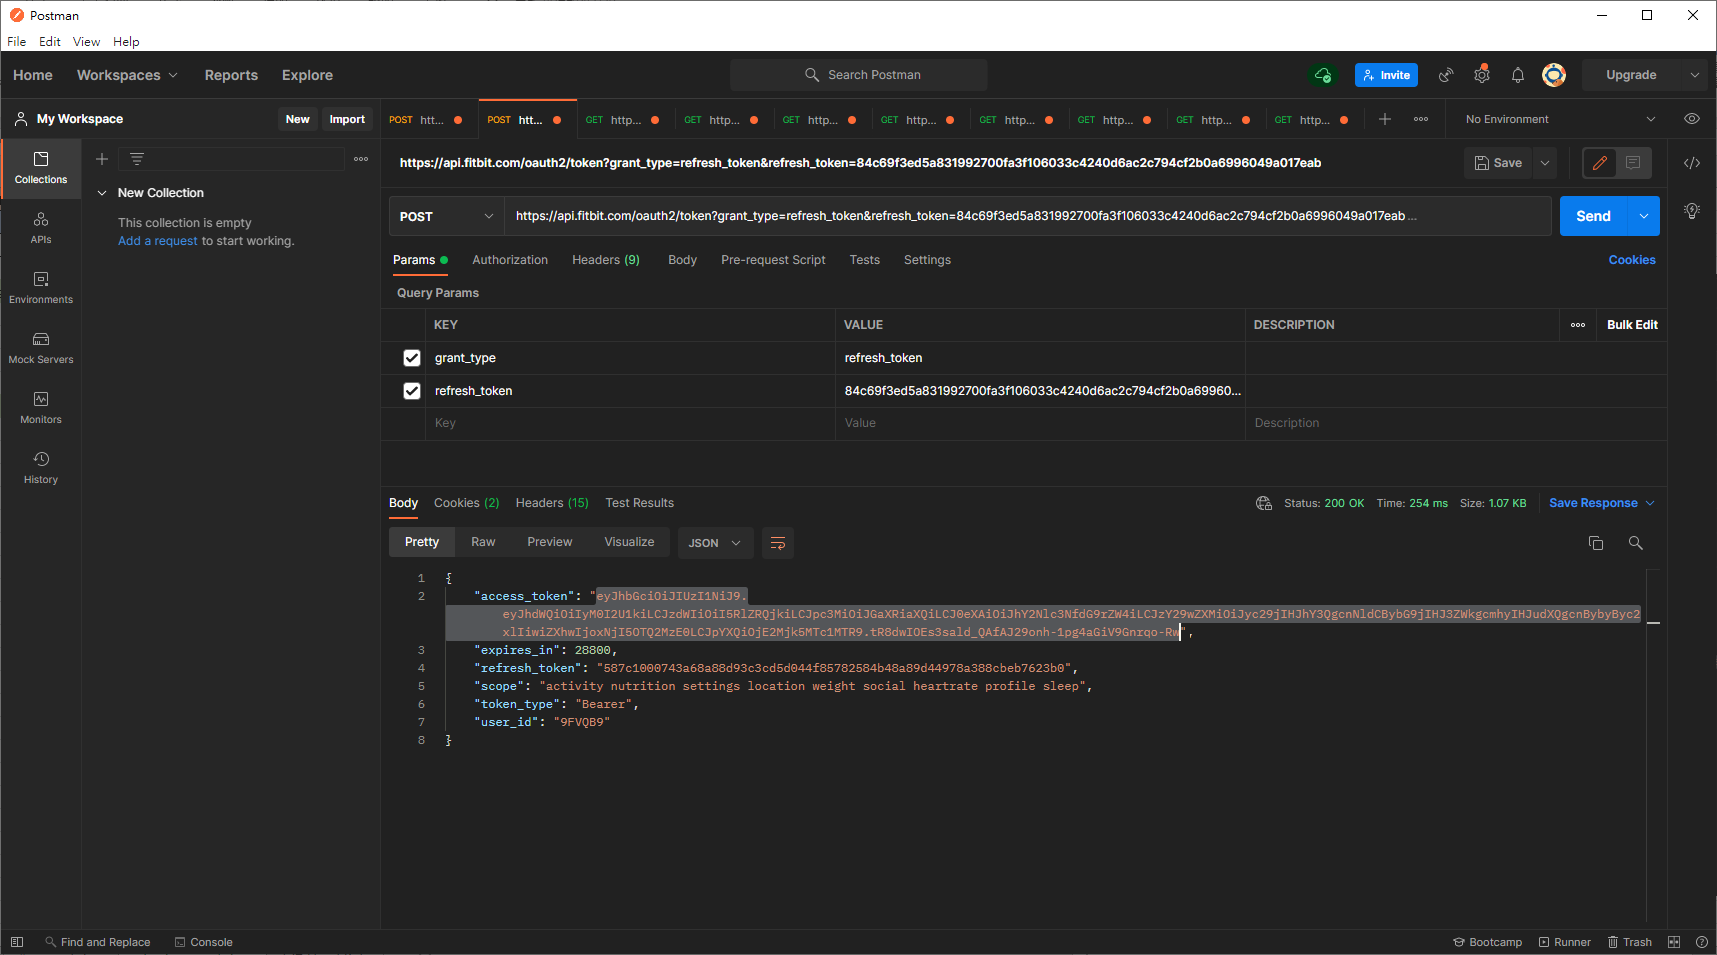 Postman
File Edit View Help
Home Workspaces Reports Explore
Search Postman
Invite
Upgrade
My Workspace
New Import
POST htt...
POST htt...
GET http...
GET http...
GET http...
GET http...
GET http...
GET http...
GET http...
GET http...
No Environment
Collections
APIs
Environments
Mock Servers
Monitors
History
New Collection
This collection is empty
Add a request to start working.
https://api.fitbit.com/oauth2/token?grant_type=refresh_token&refresh_token=84c69f3ed5a831992700fa3f106033c4240d6ac2c794cf2b0a6996049a017eab
Save
POST
https://api.fitbit.com/oauth2/token?grant_type=refresh_token&refresh_token=84c69f3ed5a831992700fa3f106033c4240d6ac2c794cf2b0a6996049a017eab...
Send
Params Authorization Headers (9) Body Pre-request Script Tests Settings
Cookies
Query Params
KEY VALUE DESCRIPTION
Bulk Edit
grant_type refresh_token
refresh_token 84c69f3ed5a831992700fa3f106033c4240d6ac2c794cf2b0a69960...
Key Value Description
Body Cookies (2) Headers (15) Test Results
Status: 200 OK Time: 254 ms Size: 1.07 KB
Save Response
Pretty Raw Preview Visualize JSON
1 {
2 "access_token": "eyJhbGciOiJIUzI1NiJ9.
eyJhdWQiOiIyM0I2U1kiLCJzdWIiOiI5RlZRQjkiLCJpc3MiOiJGaXRiaXQiLCJ0eXAiOiJhY2Nlc3NfdG9rZW4iLCJzY29wZXMiOiJyc29jIHJhY3QgcnNldCBybG9jIHJ3ZWkgcmhyIHJudXQgcnBybyByc2
xlIiwiZXhwIjoxNjI5OTQ2MzE0LCJpYXQiOjE2Mjk5MTc1MTR9.tR8dwIOEs3sald_QAfAJ29onh-1pg4aGiV9Gnrqo-Rw",
3 "expires_in": 28800,
4 "refresh_token": "587c1000743a68a88d93c3cd5d044f85782584b48a89d44978a388cbeb7623b0",
5 "scope": "activity nutrition settings location weight social heartrate profile sleep",
6 "token_type": "Bearer",
7 "user_id": "9FVQB9"
8 }
Find and Replace Console
Bootcamp Runner Trash